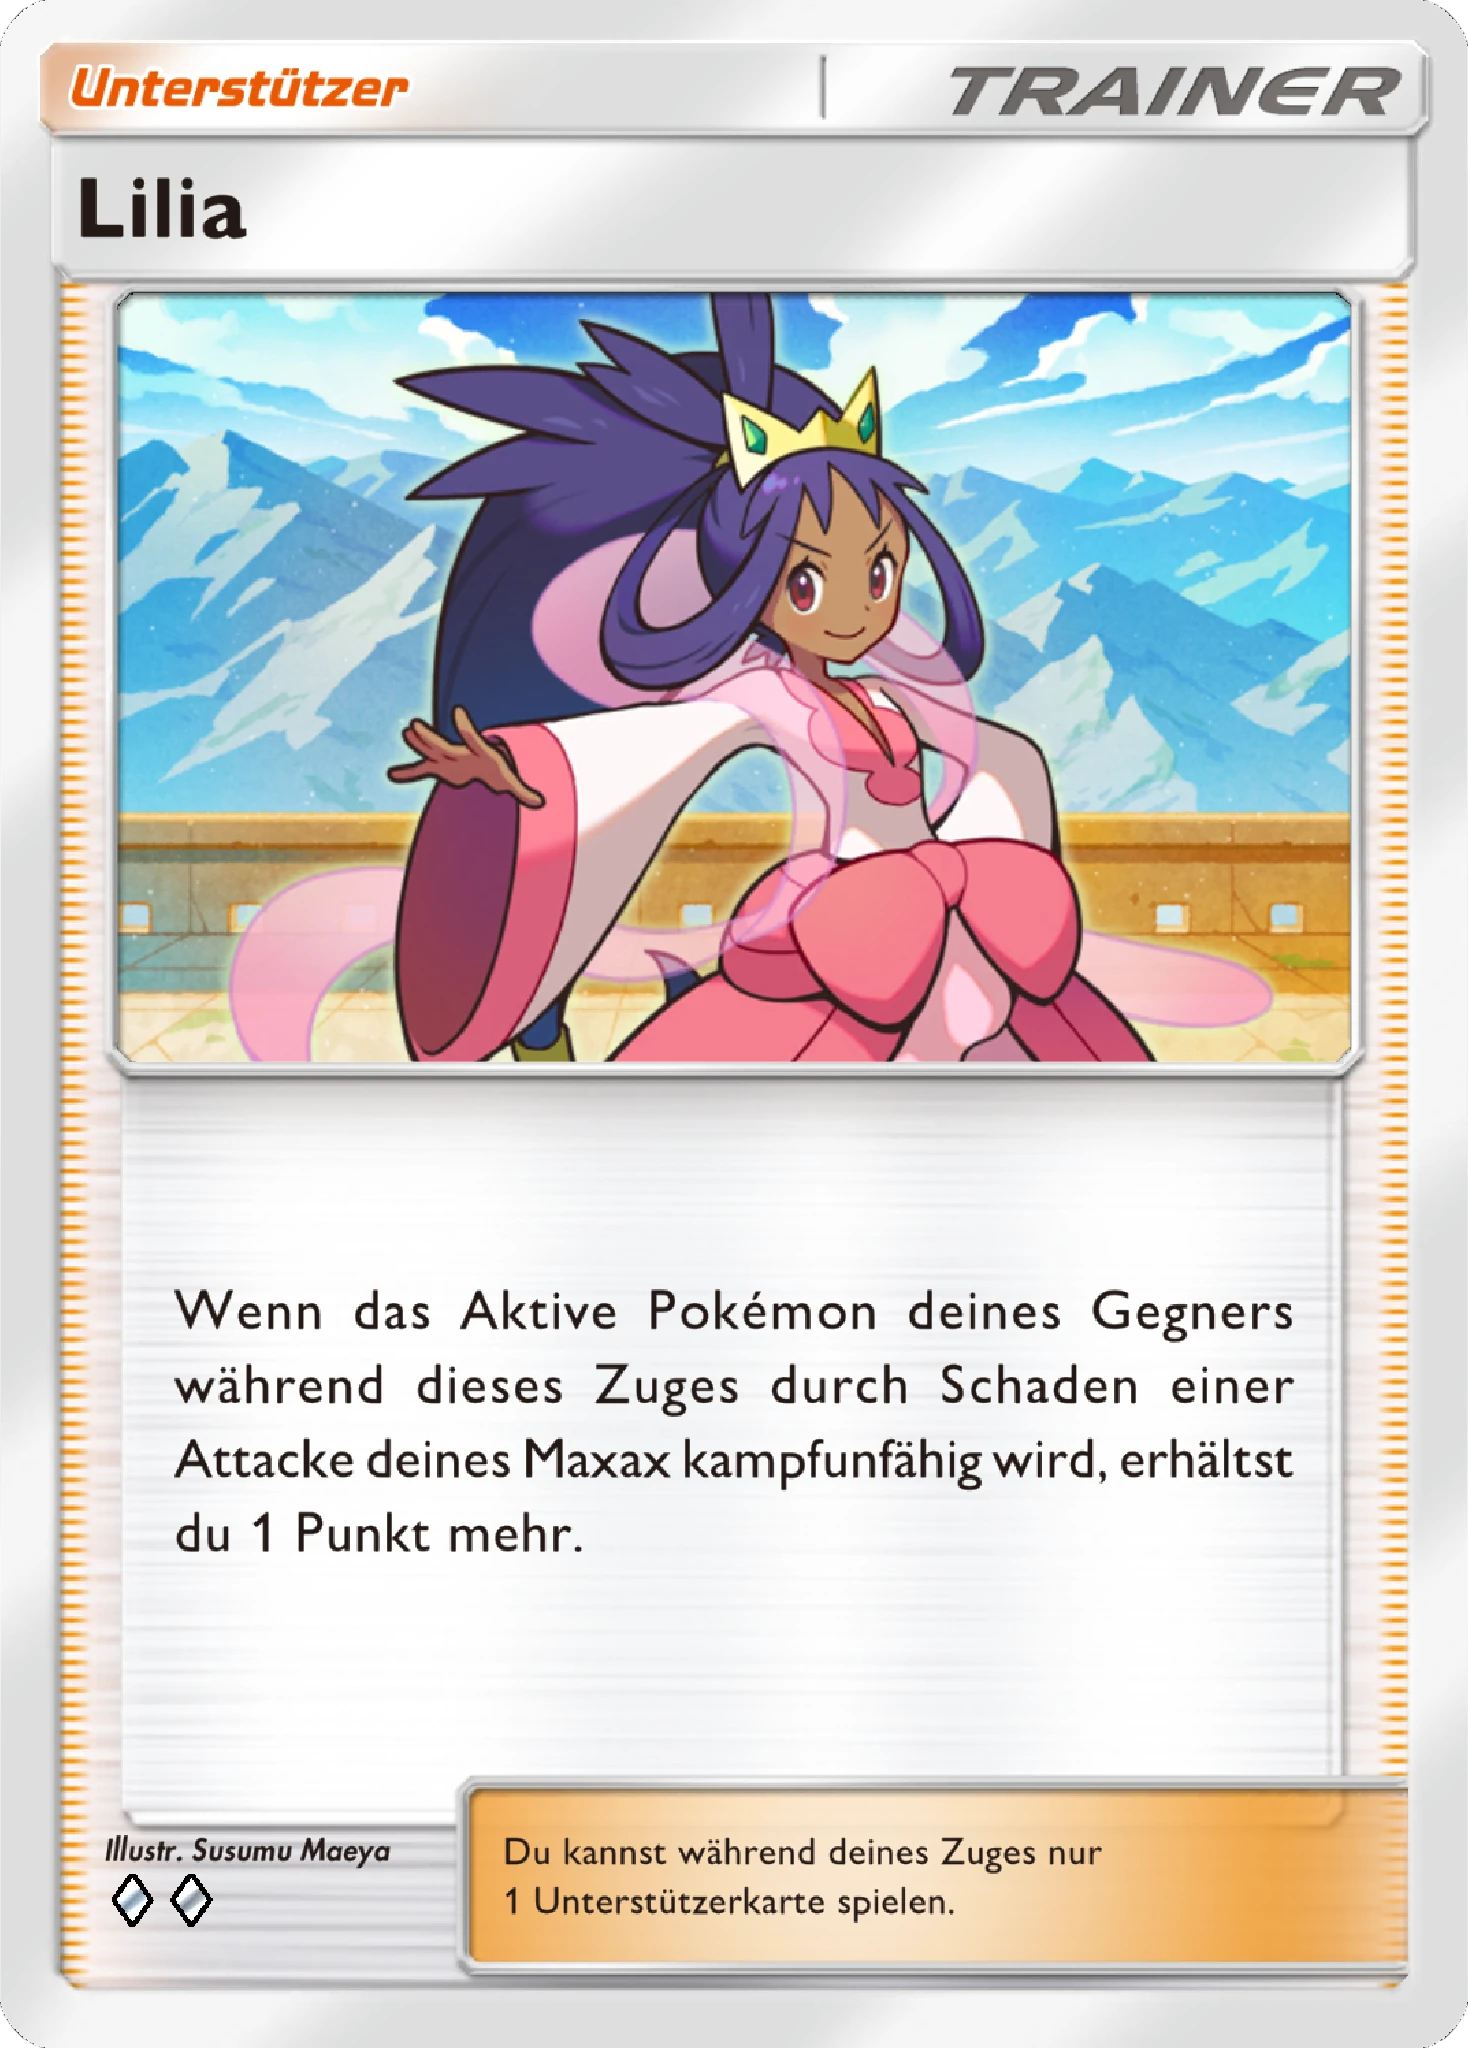 Unterstützer
TRAINER
Lilia
Wenn das Aktive Pokémon deines Gegners
während dieses Zuges durch Schaden einer
Attacke deines Maxax kampfunfähig wird, erhältst
du 1 Punkt mehr.
Illustr. Susumu Maeya
Du kannst während deines Zuges nur
1 Unterstützerkarte spielen.